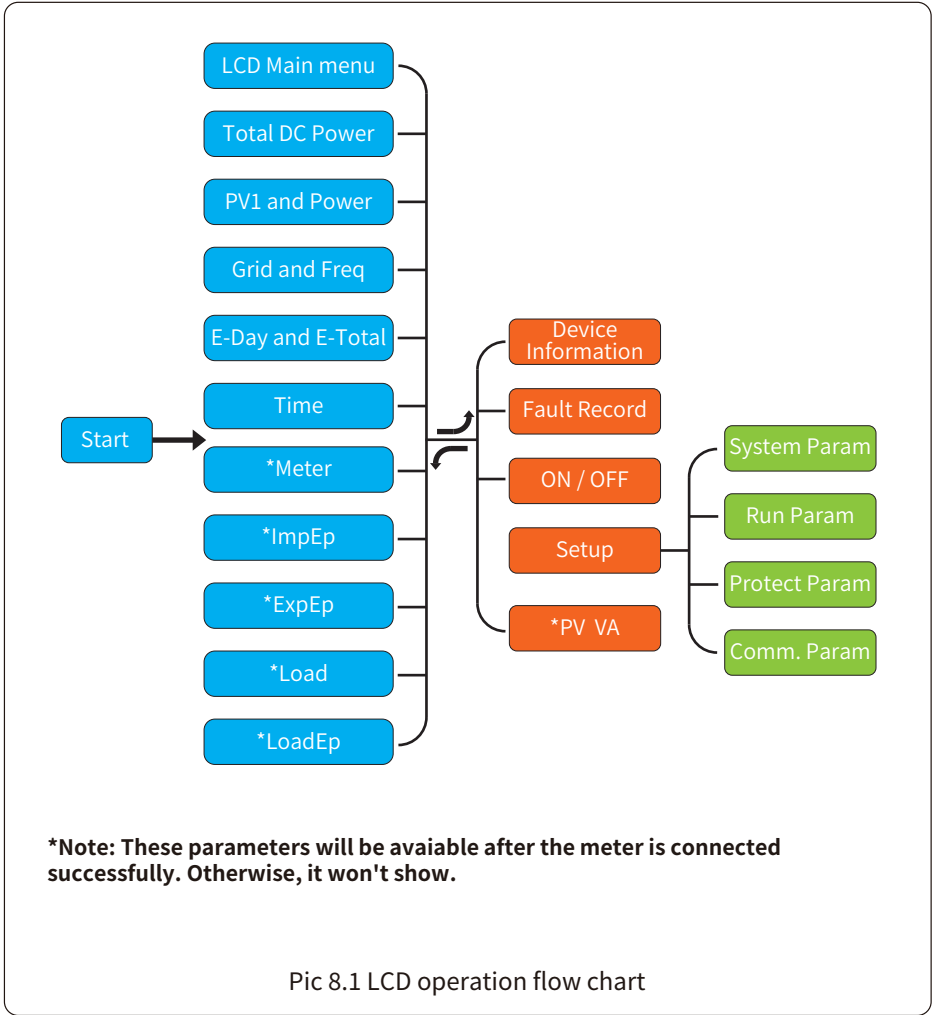 LCD Main menu
Total DC Power
PV1 and Power
Grid and Freq
E-Day and E-Total
Time
Start
*Meter
*ImpEp
*ExpEp
*Load
*LoadEp
Device
Information
Fault Record
ON / OFF
Setup
*PV VA
System Param
Run Param
Protect Param
Comm. Param
*Note: These parameters will be avaiable after the meter is connected
successfully. Otherwise, it won't show.
Pic 8.1 LCD operation flow chart